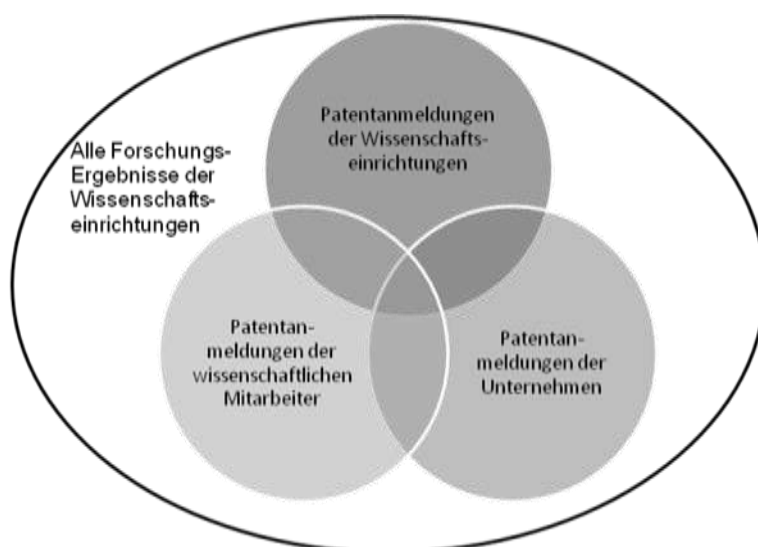 Patentanmeldungen
der Wissenschafts-
einrichtungen
Alle Forschungs-
Ergebnisse der
Wissenschafts-
einrichtungen
Patentan-
meldungen der
wissenschaftlichen
Mitarbeiter
Patentan-
meldungen der
Unternehmen